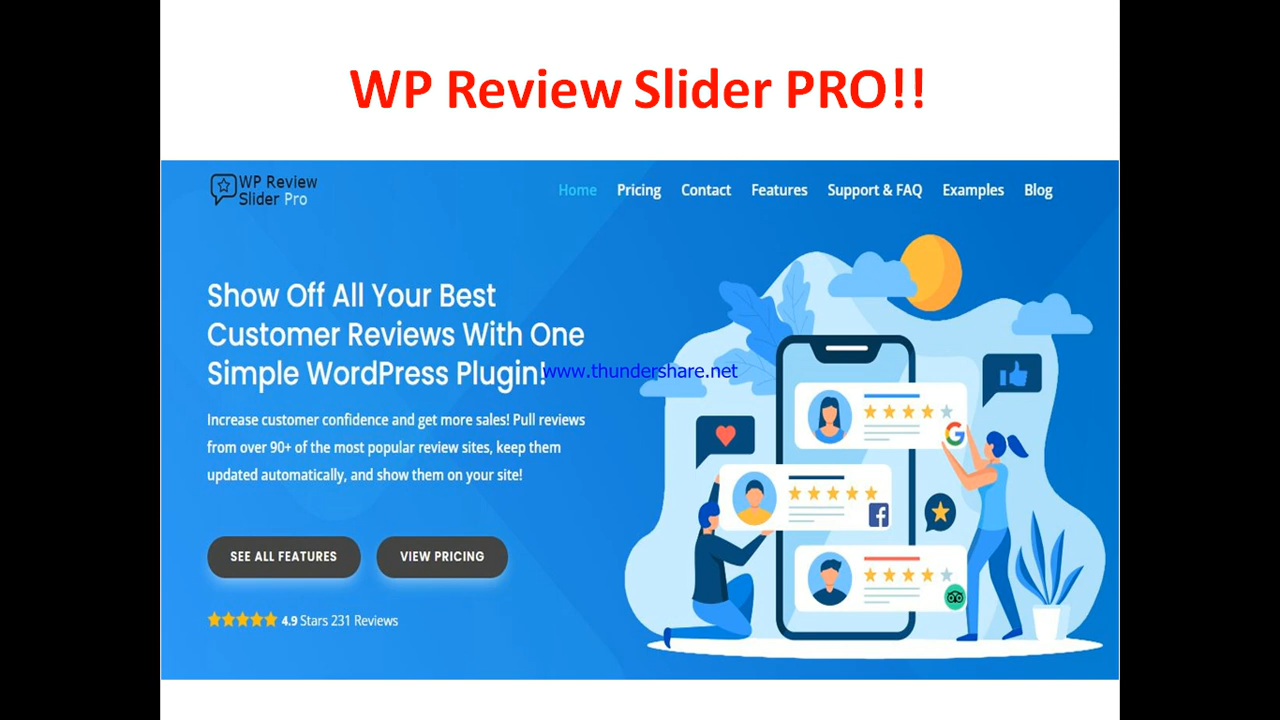 WP Review Slider PRO!!
WP Review
Slider Pro
Home Pricing Contact Features Support & FAQ Examples Blog
Show Off All Your Best
Customer Reviews With One
Simple WordPress Plugin!
www.thundershare.net
Increase customer confidence and get more sales! Pull reviews
from over 90+ of the most popular review sites, keep them
updated automatically, and show them on your site!
SEE ALL FEATURES VIEW PRICING
4.9 Stars 231 Reviews